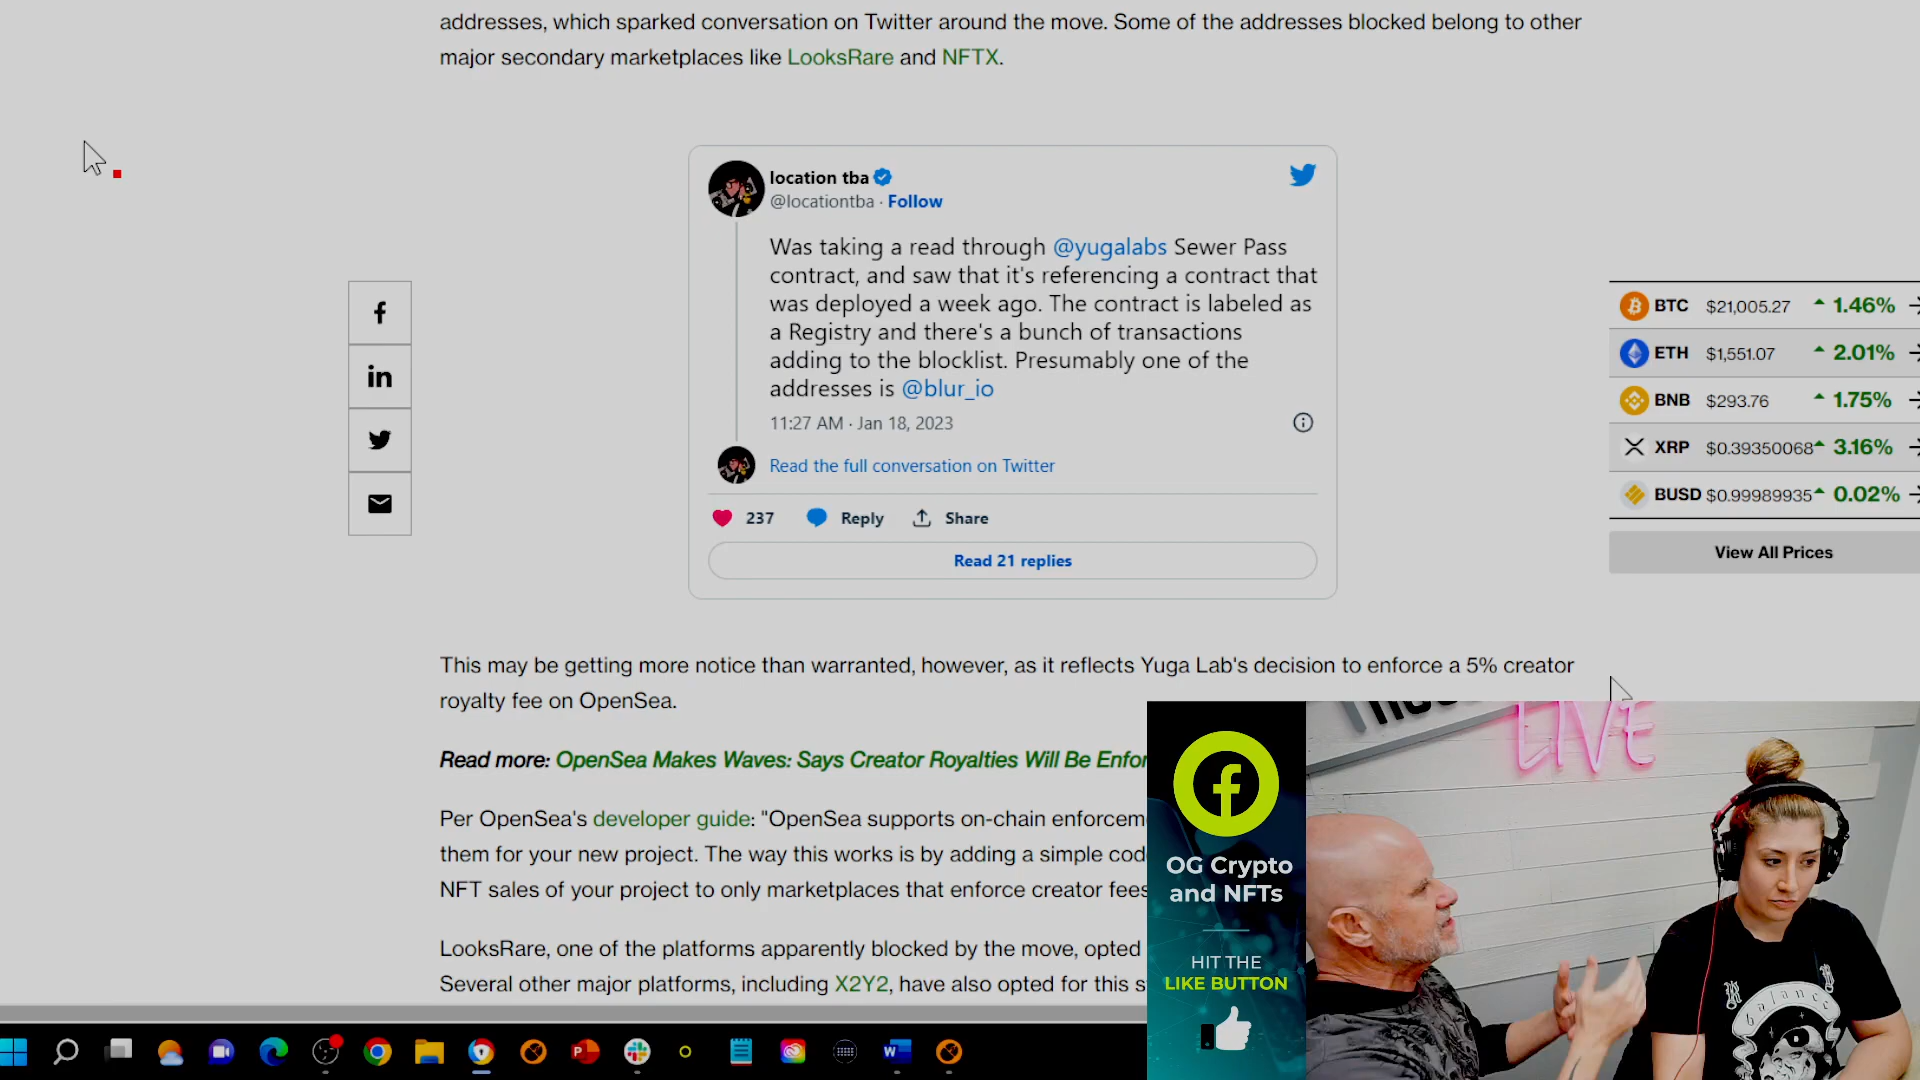 addresses, which sparked conversation on Twitter around the move. Some of the addresses blocked belong to other
major secondary marketplaces like LooksRare and NFTX.
location tba
@locationtba · Follow
Was taking a read through @yugalabs Sewer Pass
contract, and saw that it's referencing a contract that
was deployed a week ago. The contract is labeled as
a Registry and there's a bunch of transactions
adding to the blocklist. Presumably one of the
addresses is @blur_io
11:27 AM · Jan 18, 2023
Read the full conversation on Twitter
237 Reply Share
Read 21 replies
BTC $21,005.27 1.46%
ETH $1,551.07 2.01%
BNB $293.76 1.75%
XRP $0.39350068 3.16%
BUSD $0.99989935 0.02%
View All Prices
This may be getting more notice than warranted, however, as it reflects Yuga Lab's decision to enforce a 5% creator
royalty fee on OpenSea.
Read more: OpenSea Makes Waves: Says Creator Royalties Will Be Enfor
Per OpenSea's developer guide: "OpenSea supports on-chain enforcem
them for your new project. The way this works is by adding a simple cod
NFT sales of your project to only marketplaces that enforce creator fees
LooksRare, one of the platforms apparently blocked by the move, opted
Several other major platforms, including X2Y2, have also opted for this s
OG Crypto
and NFTs
HIT THE
LIKE BUTTON
LIVE
balance